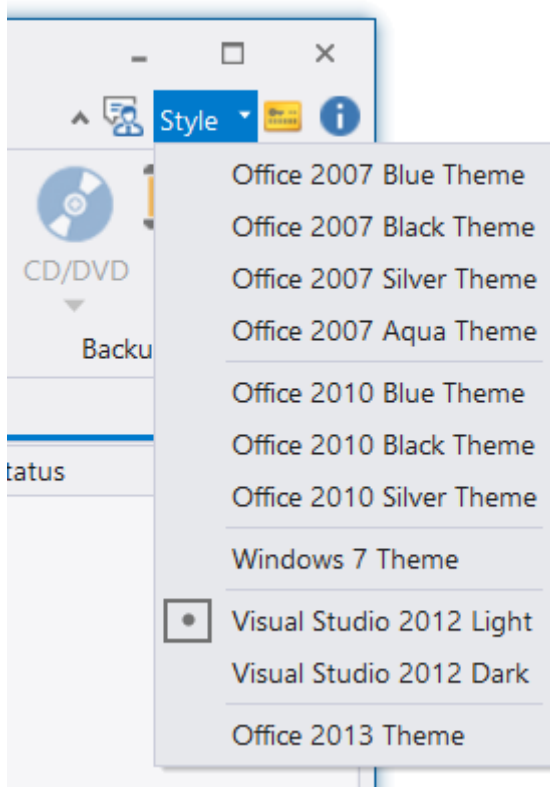 Style
CD/DVD
Backu
tatus
Office 2007 Blue Theme
Office 2007 Black Theme
Office 2007 Silver Theme
Office 2007 Aqua Theme
Office 2010 Blue Theme
Office 2010 Black Theme
Office 2010 Silver Theme
Windows 7 Theme
Visual Studio 2012 Light
Visual Studio 2012 Dark
Office 2013 Theme